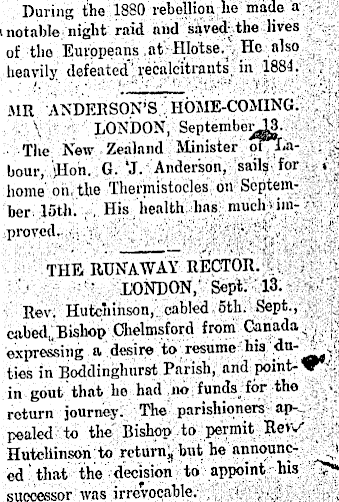 During the 1880 rebellion he made a
notable night raid and saved the lives
of the Europeans at Hlotse. He also
heavily defeated recalcitrants in 1884.
MR ANDERSON'S HOME-COMING.
LONDON, September 13.
The New Zealand Minister of La-
bour, Hon. G. J. Anderson, sails for
home on the Thermistocles on Septem-
ber 15th. His health has much im-
proved.
THE RUNAWAY RECTOR.
LONDON, Sept. 13.
Rev. Hutchinson, cabled 5th. Sept.,
cabed, Bishop Chelmsford from Canada
expressing a desire to resume his du-
ties in Boddinghurst Parish, and point-
in gout that he had no funds for the
return journey. The parishioners ap-
pealed to the Bishop to permit Rev
Hutchinson to return, but he announc-
ed that the decision to appoint his
successor was irrevocable.